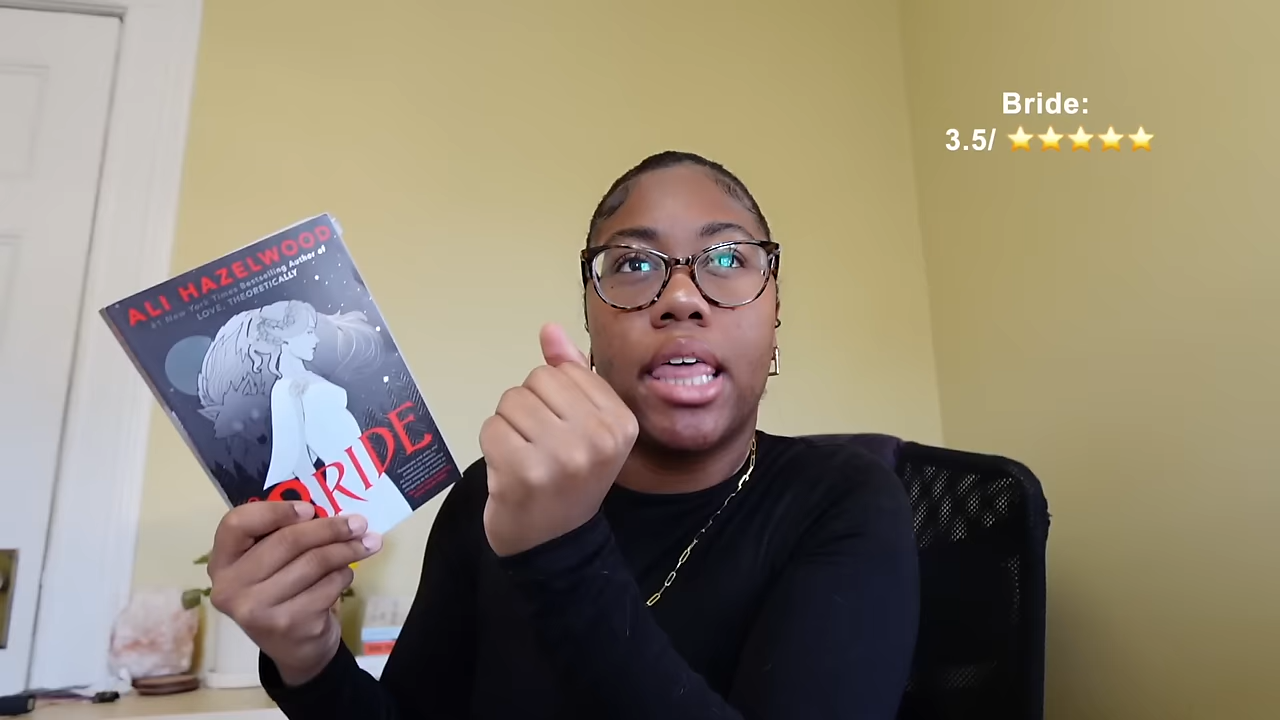 Bride:
3.5/ ⭐⭐⭐⭐⭐
ALI HAZELWOOD
#1 New York Times Bestselling Author of
LOVE, THEORETICALLY
BRIDE